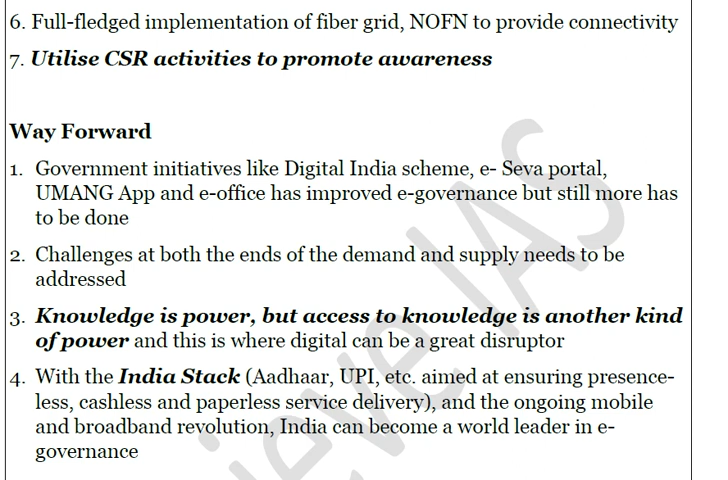 6. Full-fledged implementation of fiber grid, NOFN to provide connectivity
7. Utilise CSR activities to promote awareness
Way Forward
1. Government initiatives like Digital India scheme, e- Seva portal,
UMANG App and e-office has improved e-governance but still more has
to be done
2. Challenges at both the ends of the demand and supply needs to be
addressed
3. Knowledge is power, but access to knowledge is another kind
of power and this is where digital can be a great disruptor
4. With the India Stack (Aadhaar, UPI, etc. aimed at ensuring presence-
less, cashless and paperless service delivery), and the ongoing mobile
and broadband revolution, India can become a world leader in e-
governance
ieve IAS